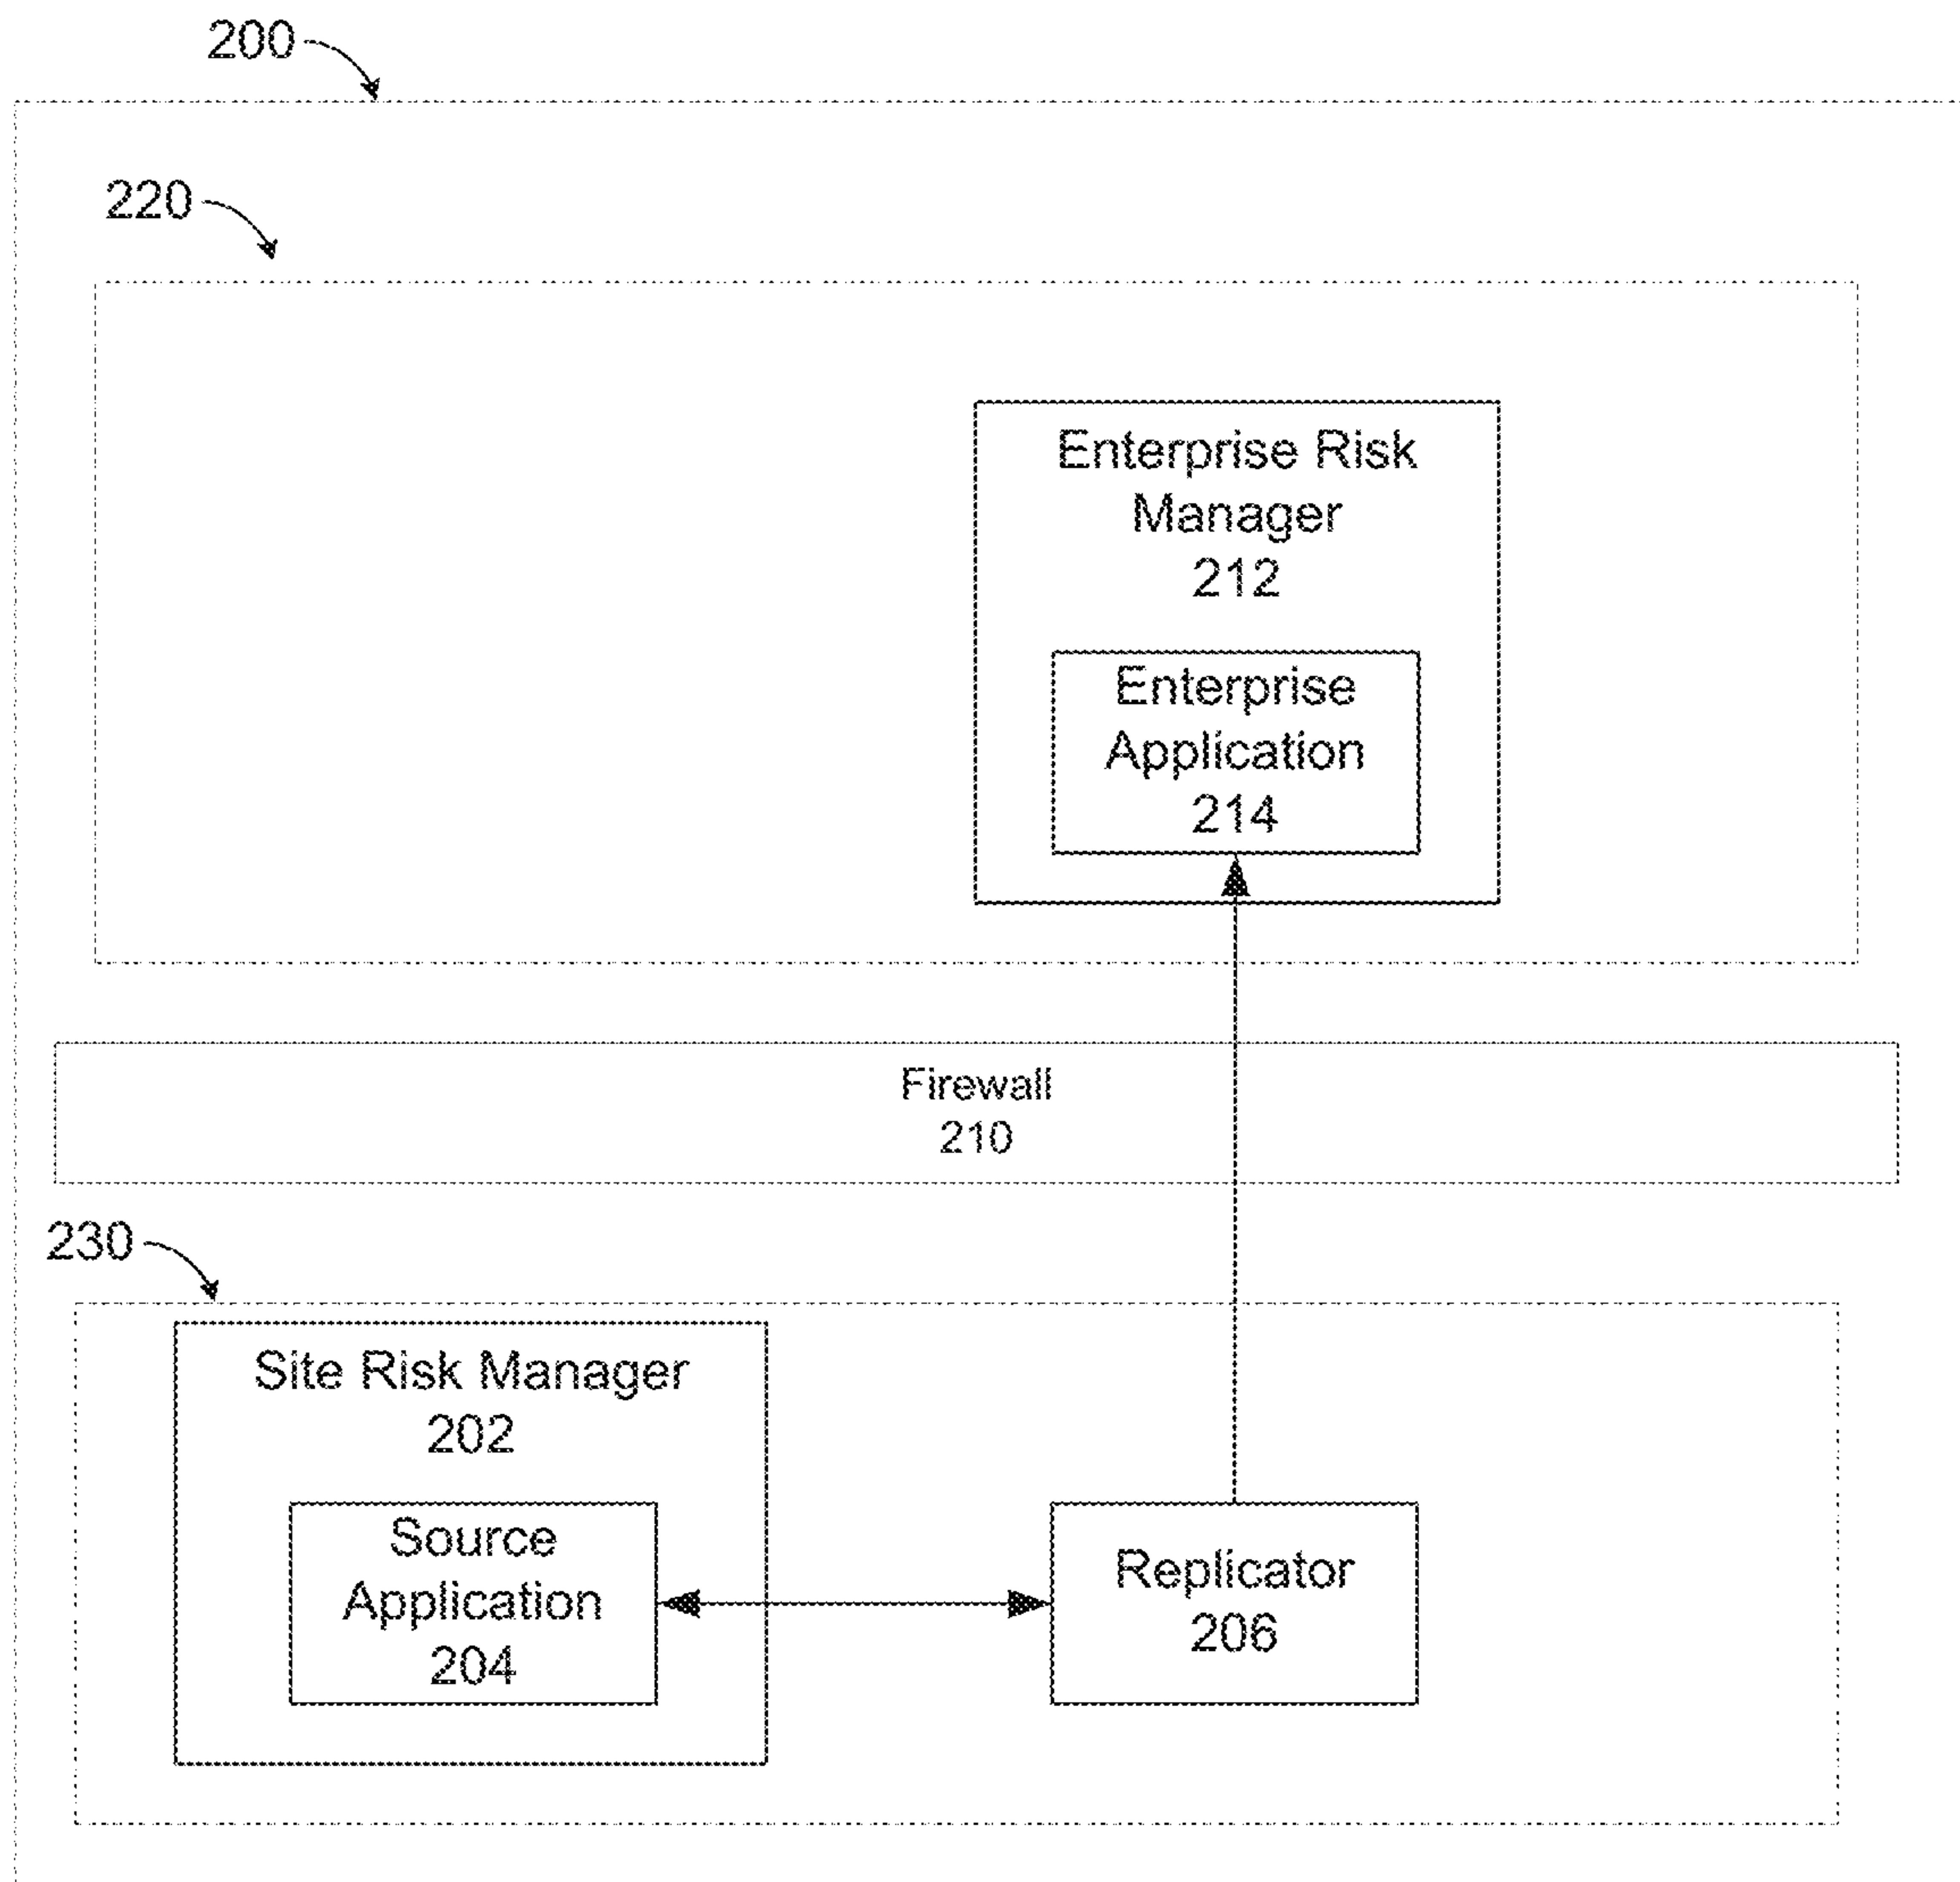 200
220
Enterprise Risk
Manager
212
Enterprise
Application
214
Firewall
210
230
Site Risk Manager
202
Source
Application
204
Replicator
206